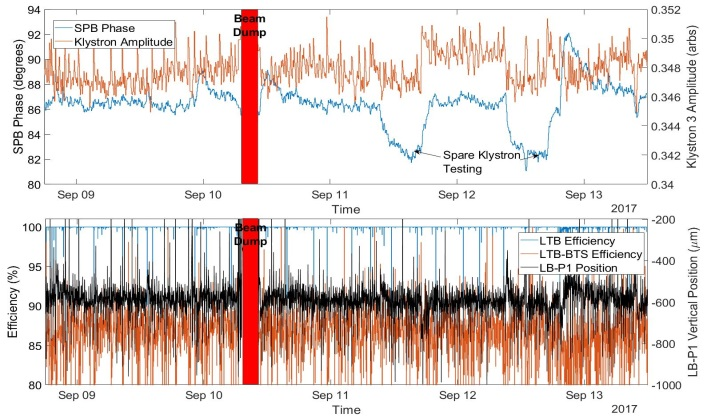 94
92
90
88
86
84
82
80
SPB Phase (degrees)
SPB Phase
Klystron Amplitude
Beam
Dump
Spare Klystron
Testing
0.352
0.35
0.348
0.346
0.344
0.342
0.34
Klystron 3 Amplitude (arbs)
Sep 09
Sep 10
Sep 11
Sep 12
Sep 13
Time
2017
100
95
90
85
80
Efficiency (%)
Beam
Dump
LTB Efficiency
LTB-BTS Efficiency
LB-P1 Position
-200
-400
-600
-800
-1000
LB-P1 Vertical Position (μm)
Sep 09
Sep 10
Sep 11
Sep 12
Sep 13
Time
2017